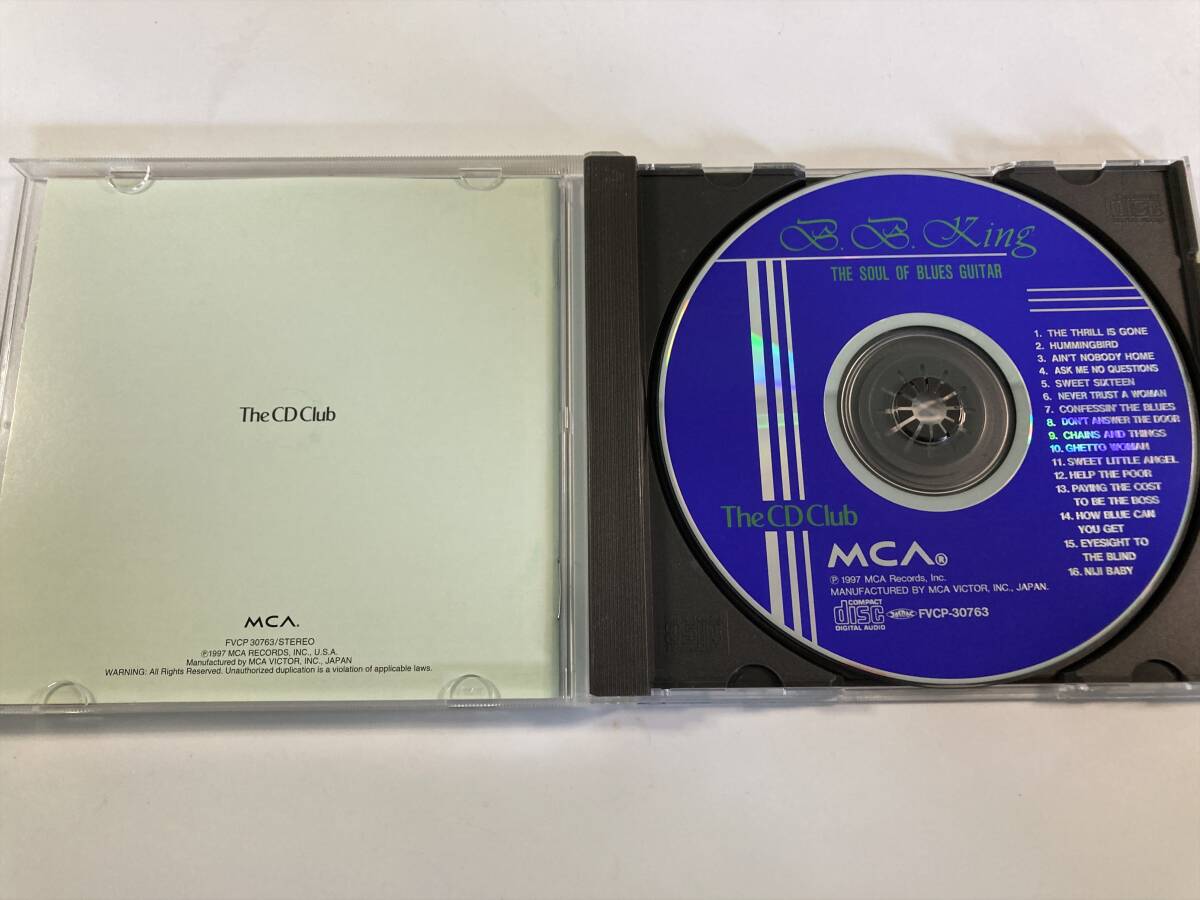 The CD Club
MCA.
FVCP 30763/STEREO
℗1997 MCA RECORDS, INC., U.S.A.
Manufactured by MCA VICTOR, INC., JAPAN
WARNING: All Rights Reserved. Unauthorized duplication is a violation of applicable laws.
B. B. King
THE SOUL OF BLUES GUITAR
1. THE THRILL IS GONE
2. HUMMINGBIRD
3. AIN'T NOBODY HOME
4. ASK ME NO QUESTIONS
5. SWEET SIXTEEN
6. NEVER TRUST A WOMAN
7. CONFESSIN' THE BLUES
8. DON'T ANSWER THE DOOR
9. CHAINS AND THINGS
10. GHETTO WOMAN
11. SWEET LITTLE ANGEL
12. HELP THE POOR
13. PAYING THE COST
TO BE THE BOSS
14. HOW BLUE CAN
YOU GET
15. EYESIGHT TO
THE BLIND
16. NIJI BABY
The CD Club
MCA®
℗ 1997 MCA Records, Inc.
MANUFACTURED BY MCA VICTOR, INC., JAPAN.
COMPACT
disc
DIGITAL AUDIO
FVCP-30763